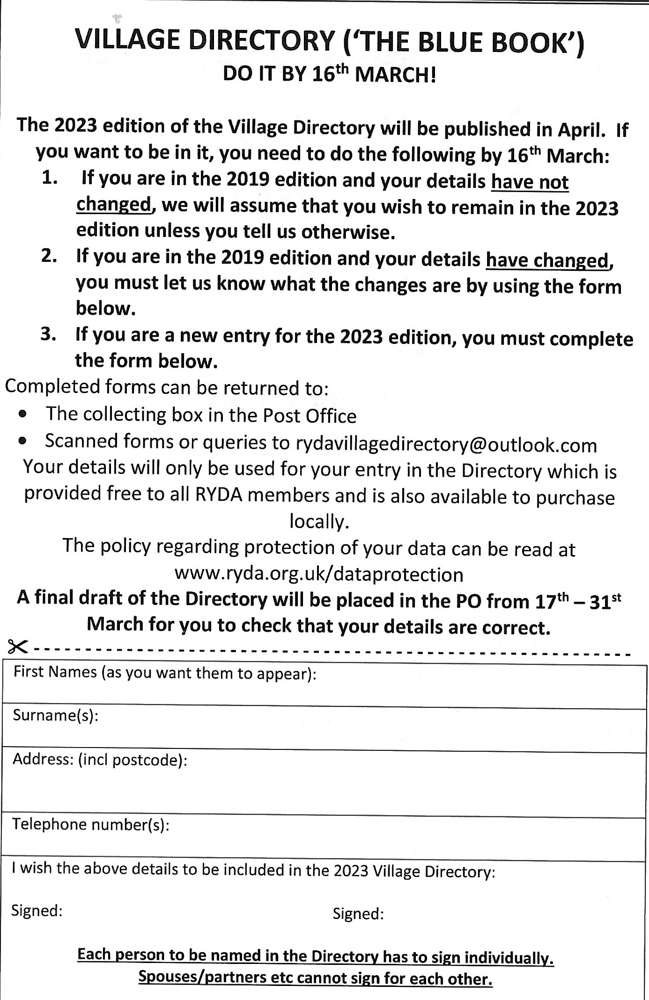 VILLAGE DIRECTORY (‘THE BLUE BOOK’)
DO IT BY 16th MARCH!
The 2023 edition of the Village Directory will be published in April. If
you want to be in it, you need to do the following by 16th March:
1. If you are in the 2019 edition and your details have not
changed, we will assume that you wish to remain in the 2023
edition unless you tell us otherwise.
2. If you are in the 2019 edition and your details have changed,
you must let us know what the changes are by using the form
below.
3. If you are a new entry for the 2023 edition, you must complete
the form below.
Completed forms can be returned to:
• The collecting box in the Post Office
• Scanned forms or queries to rydavillagedirectory@outlook.com
Your details will only be used for your entry in the Directory which is
provided free to all RYDA members and is also available to purchase
locally.
The policy regarding protection of your data can be read at
www.ryda.org.uk/dataprotection
A final draft of the Directory will be placed in the PO from 17th – 31st
March for you to check that your details are correct.
First Names (as you want them to appear):
Surname(s):
Address: (incl postcode):
Telephone number(s):
I wish the above details to be included in the 2023 Village Directory:
Signed: Signed:
Each person to be named in the Directory has to sign individually.
Spouses/partners etc cannot sign for each other.